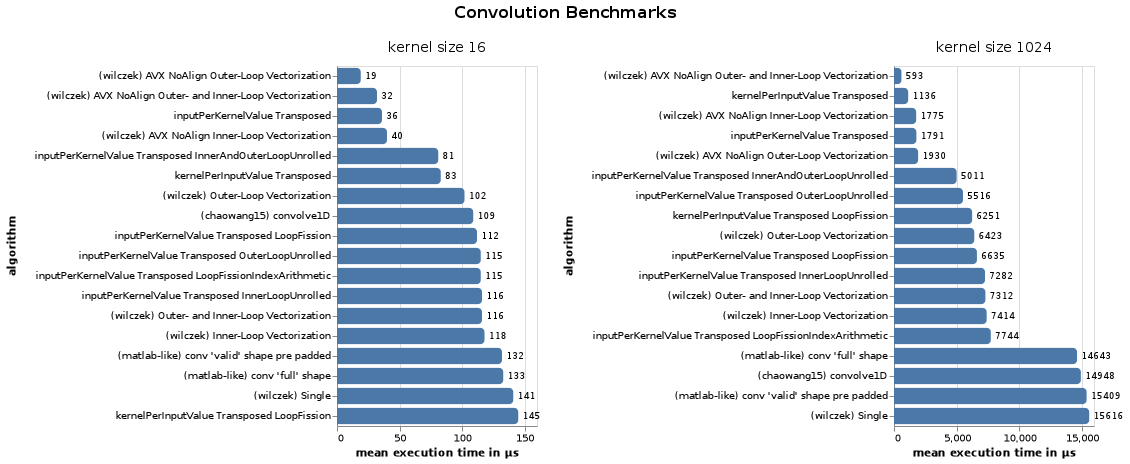 Convolution Benchmarks
kernel size 16
algorithm
(wilczek) AVX NoAlign Outer-Loop Vectorization 19
(wilczek) AVX NoAlign Outer- and Inner-Loop Vectorization 32
inputPerKernelValue Transposed 36
(wilczek) AVX NoAlign Inner-Loop Vectorization 40
inputPerKernelValue Transposed InnerAndOuterLoopUnrolled 81
kernelPerInputValue Transposed 83
(wilczek) Outer-Loop Vectorization 102
(chaowang15) convolve1D 109
inputPerKernelValue Transposed LoopFission 112
inputPerKernelValue Transposed OuterLoopUnrolled 115
inputPerKernelValue Transposed LoopFissionIndexArithmetic 115
inputPerKernelValue Transposed InnerLoopUnrolled 116
(wilczek) Outer- and Inner-Loop Vectorization 116
(wilczek) Inner-Loop Vectorization 118
(matlab-like) conv 'valid' shape pre padded 132
(matlab-like) conv 'full' shape 133
(wilczek) Single 141
kernelPerInputValue Transposed LoopFission 145
0 50 100 150
mean execution time in µs
kernel size 1024
algorithm
(wilczek) AVX NoAlign Outer- and Inner-Loop Vectorization 593
kernelPerInputValue Transposed 1136
(wilczek) AVX NoAlign Inner-Loop Vectorization 1775
inputPerKernelValue Transposed 1791
(wilczek) AVX NoAlign Outer-Loop Vectorization 1930
inputPerKernelValue Transposed InnerAndOuterLoopUnrolled 5011
inputPerKernelValue Transposed OuterLoopUnrolled 5516
kernelPerInputValue Transposed LoopFission 6251
(wilczek) Outer-Loop Vectorization 6423
inputPerKernelValue Transposed LoopFission 6635
inputPerKernelValue Transposed InnerLoopUnrolled 7282
(wilczek) Outer- and Inner-Loop Vectorization 7312
(wilczek) Inner-Loop Vectorization 7414
inputPerKernelValue Transposed LoopFissionIndexArithmetic 7744
(matlab-like) conv 'full' shape 14643
(chaowang15) convolve1D 14948
(matlab-like) conv 'valid' shape pre padded 15409
(wilczek) Single 15616
0 5,000 10,000 15,000
mean execution time in µs